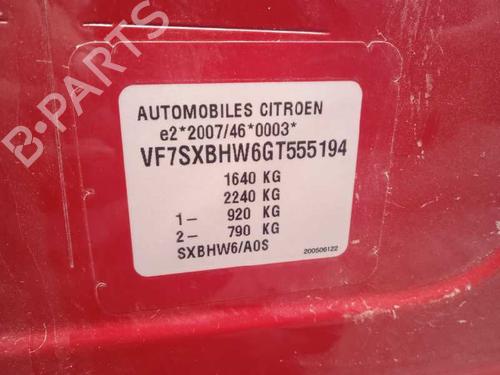 AUTOMOBILES CITROEN
e2*2007/46*0003*
VF7SXBHW6GT555194
1640 KG
2240 KG
1- 920 KG
2- 790 KG
SXBHW6/A0S
200506122
B-PARTS